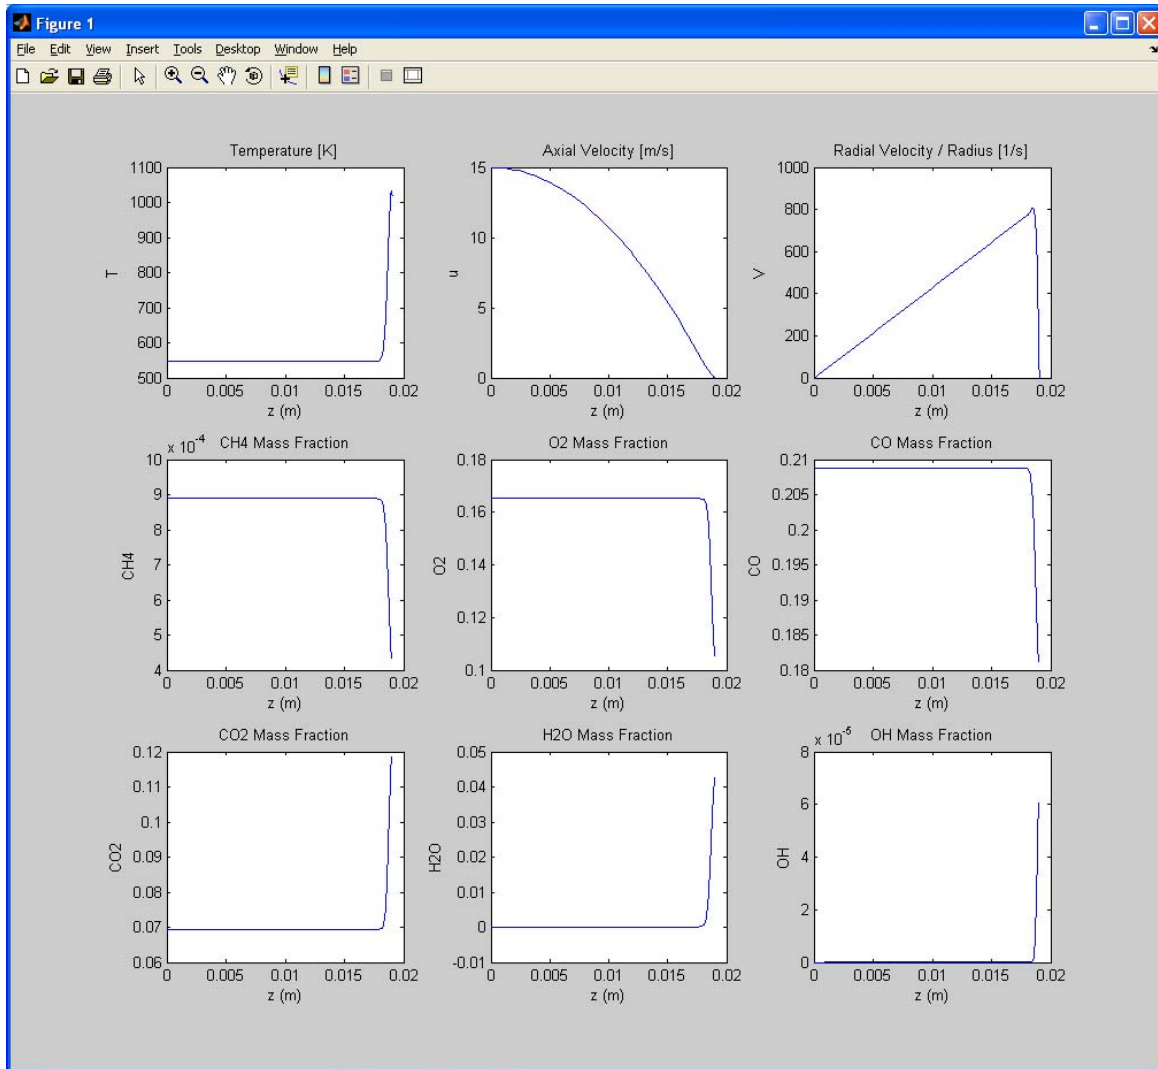 Figure 1
File Edit View Insert Tools Desktop Window Help
Temperature [K]
1100
1000
900
800
700
600
500
T
0 0.005 0.01 0.015 0.02
z (m)
Axial Velocity [m/s]
15
10
5
0
u
0 0.005 0.01 0.015 0.02
z (m)
Radial Velocity / Radius [1/s]
1000
800
600
400
200
0
V
0 0.005 0.01 0.015 0.02
z (m)
x 10-4 CH4 Mass Fraction
10
9
8
7
6
5
4
CH4
0 0.005 0.01 0.015 0.02
z (m)
O2 Mass Fraction
0.18
0.16
0.14
0.12
0.1
O2
0 0.005 0.01 0.015 0.02
z (m)
CO Mass Fraction
0.21
0.205
0.2
0.195
0.19
0.185
0.18
CO
0 0.005 0.01 0.015 0.02
z (m)
CO2 Mass Fraction
0.12
0.11
0.1
0.09
0.08
0.07
0.06
CO2
0 0.005 0.01 0.015 0.02
z (m)
H2O Mass Fraction
0.05
0.04
0.03
0.02
0.01
0
-0.01
H2O
0 0.005 0.01 0.015 0.02
z (m)
x 10-5 OH Mass Fraction
8
6
4
2
0
OH
0 0.005 0.01 0.015 0.02
z (m)